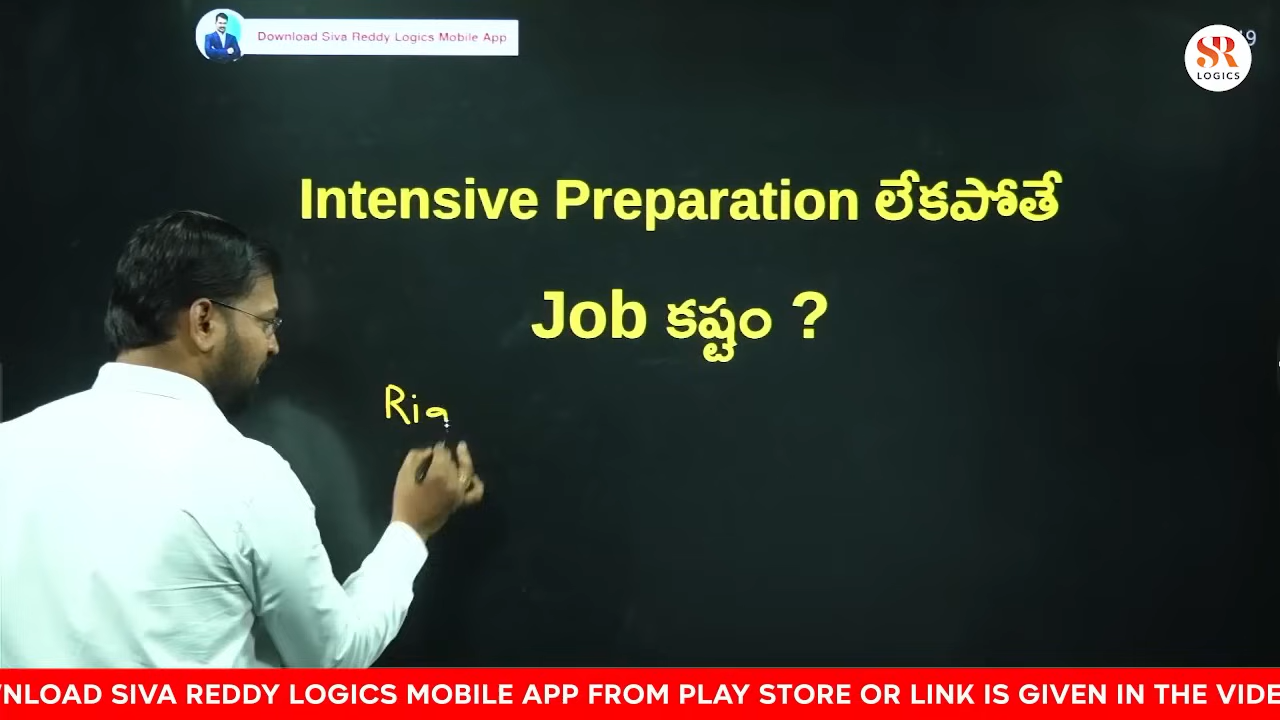 Download Siva Reddy Logics Mobile App
SR
LOGICS
Intensive Preparation లేకపోతే
Job కష్టం ?
Ria
WNLOAD SIVA REDDY LOGICS MOBILE APP FROM PLAY STORE OR LINK IS GIVEN IN THE VIDE